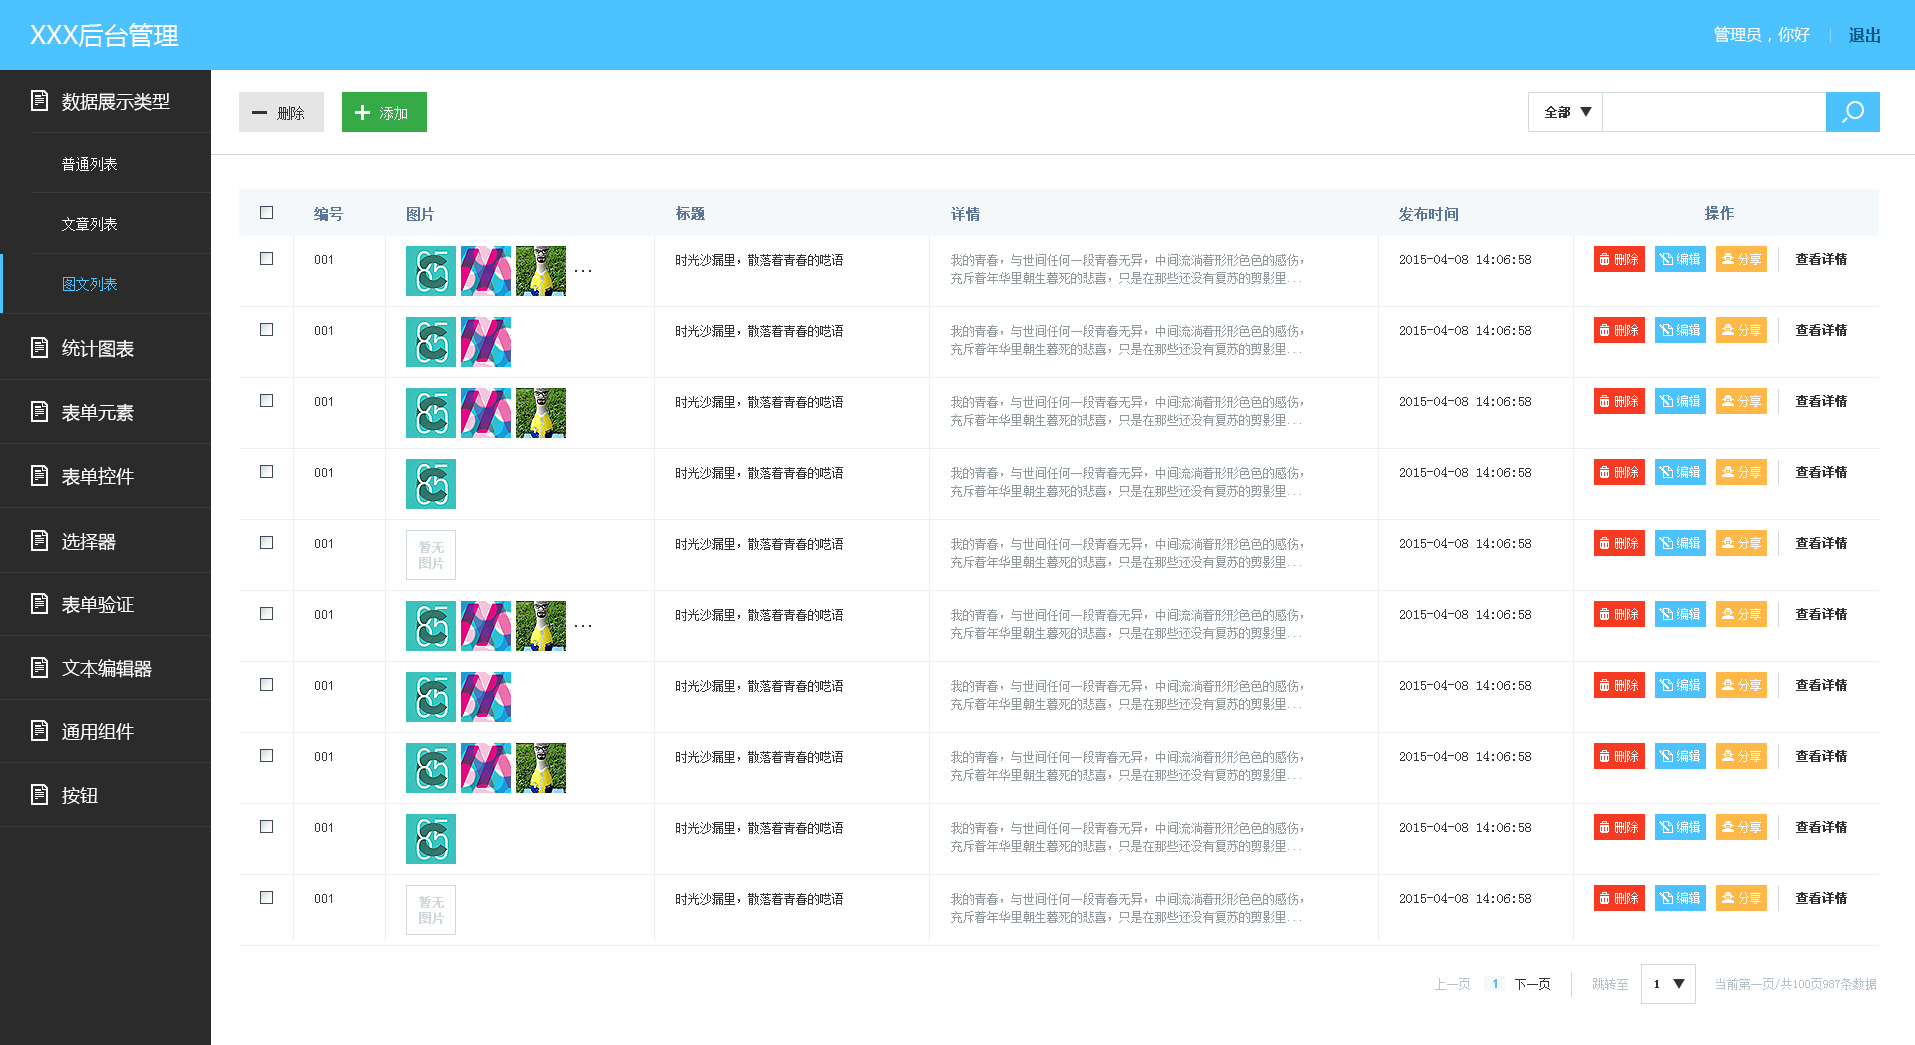 XXX后台管理
管理员，你好
退出
数据展示类型
普通列表
文章列表
图文列表
统计图表
表单元素
表单控件
选择器
表单验证
文本编辑器
通用组件
按钮
删除
添加
全部
编号 图片 标题 详情 发布时间 操作
001 ... 时光沙漏里，散落着青春的呓语 我的青春，与世间任何一段青春无异，中间流淌着形形色色的感伤， 2015-04-08 14:06:58 删除 编辑 分享 查看详情
充斥着年华里朝生暮死的悲喜，只是在那些还没有复苏的剪影里...
001 时光沙漏里，散落着青春的呓语 我的青春，与世间任何一段青春无异，中间流淌着形形色色的感伤， 2015-04-08 14:06:58 删除 编辑 分享 查看详情
充斥着年华里朝生暮死的悲喜，只是在那些还没有复苏的剪影里...
001 时光沙漏里，散落着青春的呓语 我的青春，与世间任何一段青春无异，中间流淌着形形色色的感伤， 2015-04-08 14:06:58 删除 编辑 分享 查看详情
充斥着年华里朝生暮死的悲喜，只是在那些还没有复苏的剪影里...
001 时光沙漏里，散落着青春的呓语 我的青春，与世间任何一段青春无异，中间流淌着形形色色的感伤， 2015-04-08 14:06:58 删除 编辑 分享 查看详情
充斥着年华里朝生暮死的悲喜，只是在那些还没有复苏的剪影里...
001 暂无 时光沙漏里，散落着青春的呓语 我的青春，与世间任何一段青春无异，中间流淌着形形色色的感伤， 2015-04-08 14:06:58 删除 编辑 分享 查看详情
图片 充斥着年华里朝生暮死的悲喜，只是在那些还没有复苏的剪影里...
001 ... 时光沙漏里，散落着青春的呓语 我的青春，与世间任何一段青春无异，中间流淌着形形色色的感伤， 2015-04-08 14:06:58 删除 编辑 分享 查看详情
充斥着年华里朝生暮死的悲喜，只是在那些还没有复苏的剪影里...
001 时光沙漏里，散落着青春的呓语 我的青春，与世间任何一段青春无异，中间流淌着形形色色的感伤， 2015-04-08 14:06:58 删除 编辑 分享 查看详情
充斥着年华里朝生暮死的悲喜，只是在那些还没有复苏的剪影里...
001 时光沙漏里，散落着青春的呓语 我的青春，与世间任何一段青春无异，中间流淌着形形色色的感伤， 2015-04-08 14:06:58 删除 编辑 分享 查看详情
充斥着年华里朝生暮死的悲喜，只是在那些还没有复苏的剪影里...
001 时光沙漏里，散落着青春的呓语 我的青春，与世间任何一段青春无异，中间流淌着形形色色的感伤， 2015-04-08 14:06:58 删除 编辑 分享 查看详情
充斥着年华里朝生暮死的悲喜，只是在那些还没有复苏的剪影里...
001 暂无 时光沙漏里，散落着青春的呓语 我的青春，与世间任何一段青春无异，中间流淌着形形色色的感伤， 2015-04-08 14:06:58 删除 编辑 分享 查看详情
图片 充斥着年华里朝生暮死的悲喜，只是在那些还没有复苏的剪影里...
上一页 1 下一页 跳转至 1 当前第一页/共100页987条数据